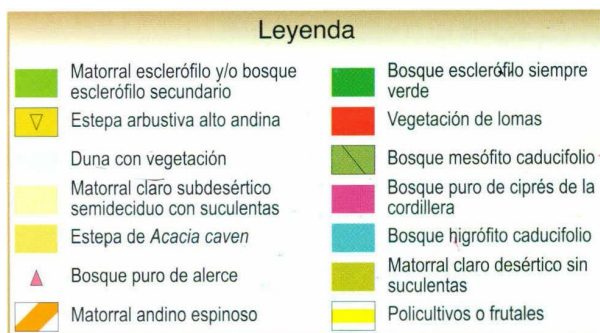 Leyenda
Matorral esclerófilo y/o bosque
esclerófilo secundario
Estepa arbustiva alto andina
Duna con vegetación
Matorral claro subdesértico
semideciduo con suculentas
Estepa de Acacia caven
Bosque puro de alerce
Matorral andino espinoso
Bosque esclerófilo siempre
verde
Vegetación de lomas
Bosque mesófito caducifolio
Bosque puro de ciprés de la
cordillera
Bosque higrófito caducifolio
Matorral claro desértico sin
suculentas
Policultivos o frutales